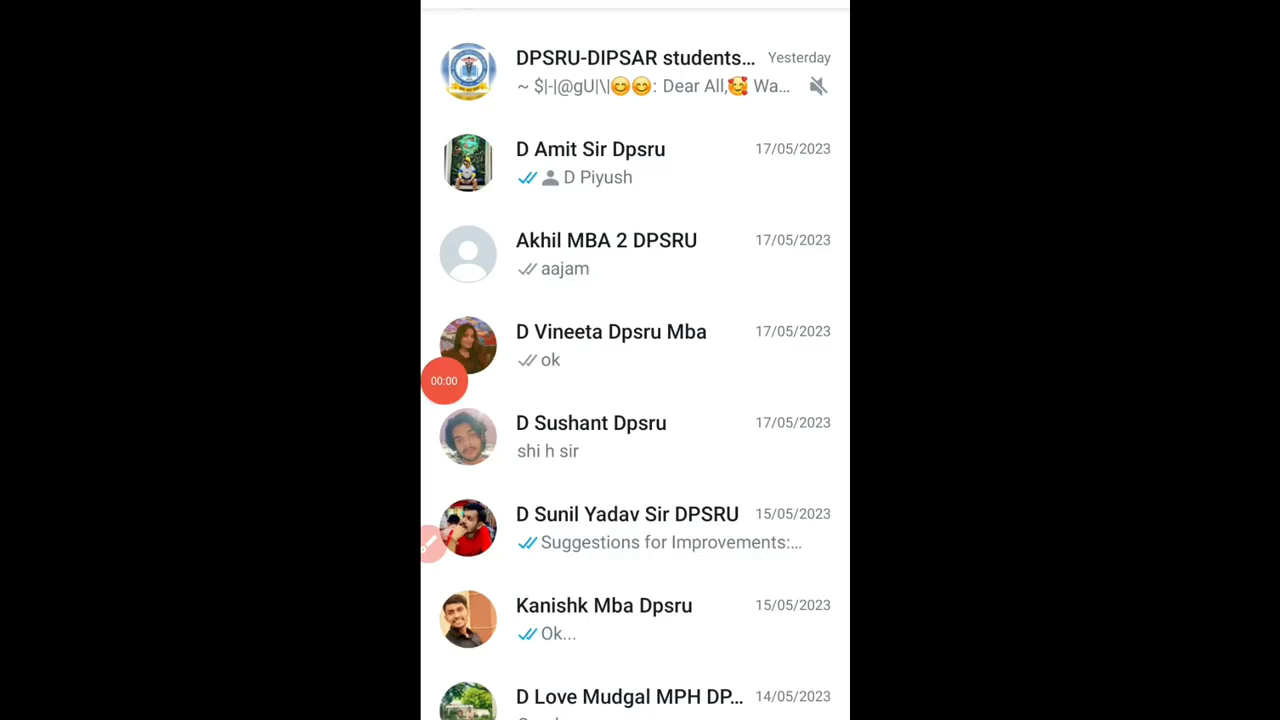 DPSRU-DIPSAR students... Yesterday
~ $|-|@gU|\|😊😊: Dear All,🥰 Wa...
D Amit Sir Dpsru 17/05/2023
D Piyush
Akhil MBA 2 DPSRU 17/05/2023
aajam
D Vineeta Dpsru Mba 17/05/2023
ok
00:00
D Sushant Dpsru 17/05/2023
shi h sir
D Sunil Yadav Sir DPSRU 15/05/2023
Suggestions for Improvements:...
Kanishk Mba Dpsru 15/05/2023
Ok...
D Love Mudgal MPH DP... 14/05/2023